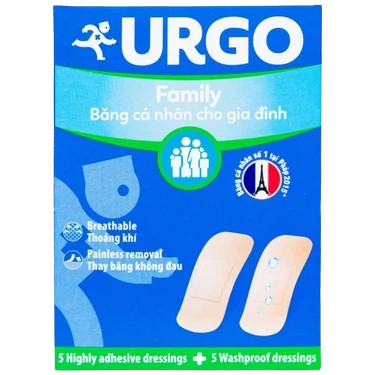 URGO
Family
Băng cá nhân cho gia đình
Băng cá nhân số 1 tại Pháp 2015*
Breathable
Thoáng khí
Painless removal
Thay băng không đau
5 Highly adhesive dressings + 5 Washproof dressings